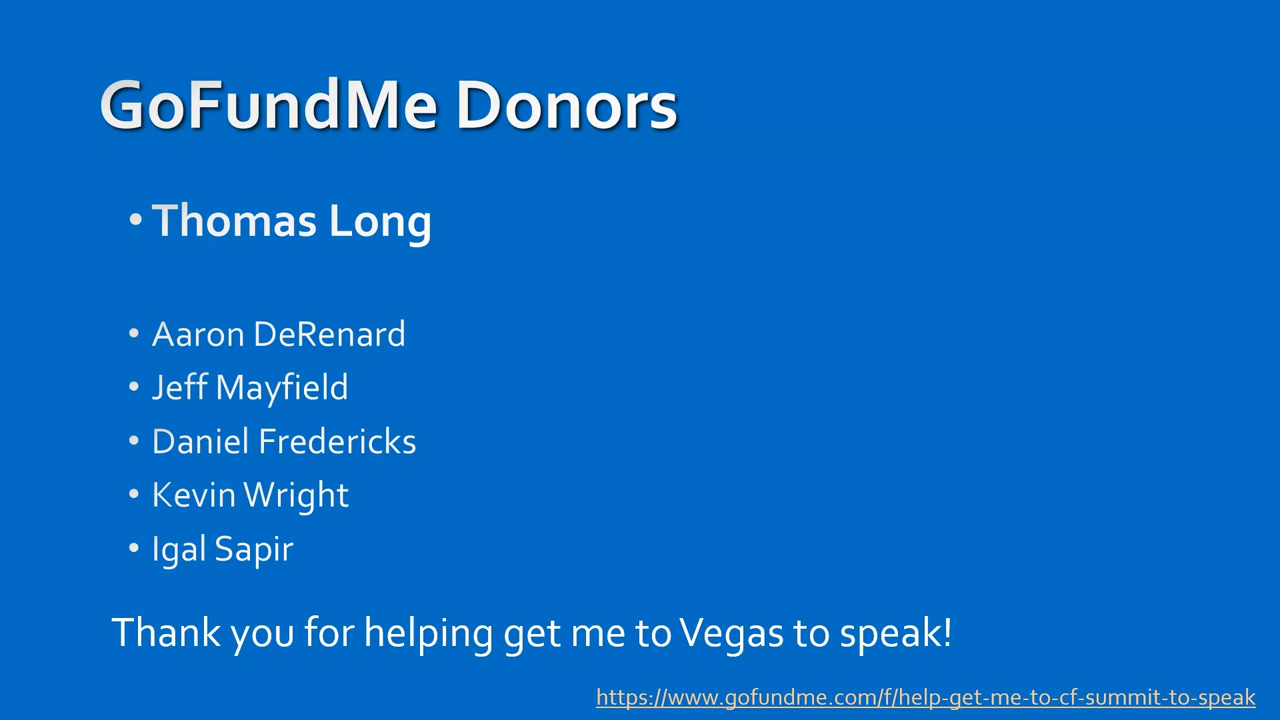 GoFundMe Donors
• Thomas Long
• Aaron DeRenard
• Jeff Mayfield
• Daniel Fredericks
• Kevin Wright
• Igal Sapir
Thank you for helping get me to Vegas to speak!
https://www.gofundme.com/f/help-get-me-to-cf-summit-to-speak